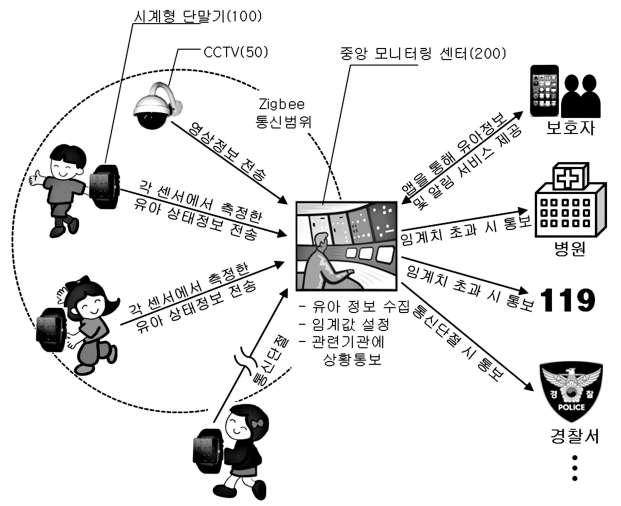 시계형 단말기(100)
CCTV(50)
중앙 모니터링 센터(200)
Zigbee
통신범위
영상정보 전송
각 센서에서 측정한
유아 상태정보 전송
각 센서에서 측정한
유아 상태정보 전송
통신단절
- 유아 정보 수집
- 임계값 설정
- 관련기관에
상황통보
앱을 통해 유아정보
및 알림 서비스 제공
보호자
임계치 초과 시 통보
병원
임계치 초과 시 통보
119
통신단절 시 통보
경 찰
POLICE
경찰서